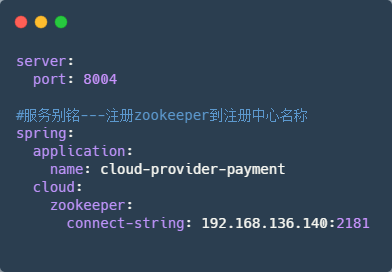 server:
  port: 8004

#服务别铭---注册zookeeper到注册中心名称
spring:
  application:
    name: cloud-provider-payment
  cloud:
    zookeeper:
      connect-string: 192.168.136.140:2181